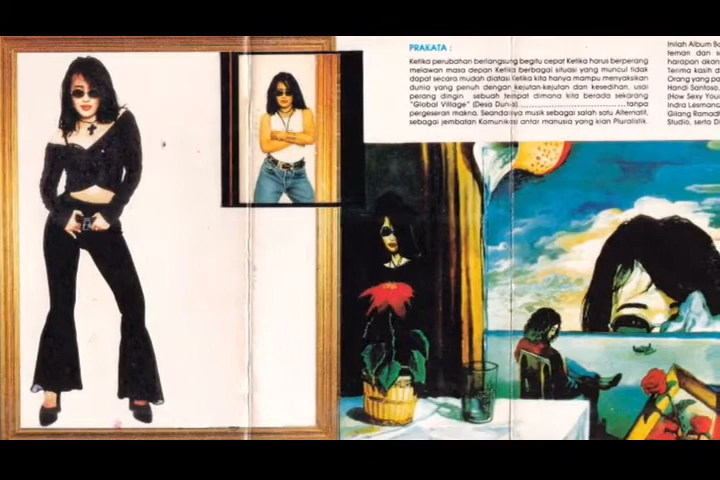 PRAKATA :
Ketika perubahan berlangsung begitu cepat Ketika harus berperang
melawan masa depan Ketika berbagai situasi yang muncul tidak
dapat secara mudah diatasi Ketika kita hanya mampu menyaksikan
dunia yang penuh dengan kejutan-kejutan dan kesedihan, usai
perang dingin sebuah tempat dimana kita berada sekarang
"Global Village" (Desa Dunia)..............................tanpa
pergeseran makna. Seandainya musik sebagai salah satu Alternatif,
sebagai jembatan Komunikasi antar manusia yang kian Pluralistik.
Inilah Album Ba
teman dan s
harapan akan
Terima kasih d
Orang yang pa
Handi Santoso,
(How Sexy Your
Indra Lesmana
Gilang Ramadh
Studio, serta D